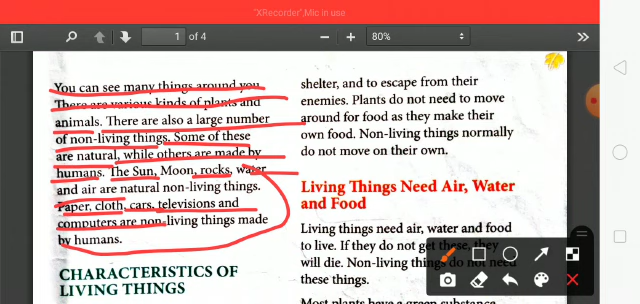 "XRecorder",Mic in use
1 of 4
80%
You can see many things around you.
There are various kinds of plants and
animals. There are also a large number
of non-living things. Some of these
are natural, while others are made by
humans. The Sun, Moon, rocks, water
and air are natural non-living things.
Paper, cloth, cars, televisions and
computers are non-living things made
by humans.
CHARACTERISTICS OF
LIVING THINGS
shelter, and to escape from their
enemies. Plants do not need to move
around for food as they make their
own food. Non-living things normally
do not move on their own.
Living Things Need Air, Water
and Food
Living things need air, water and food
to live. If they do not get these, they
will die. Non-living things do not need
these things.
Most plants have a green substance